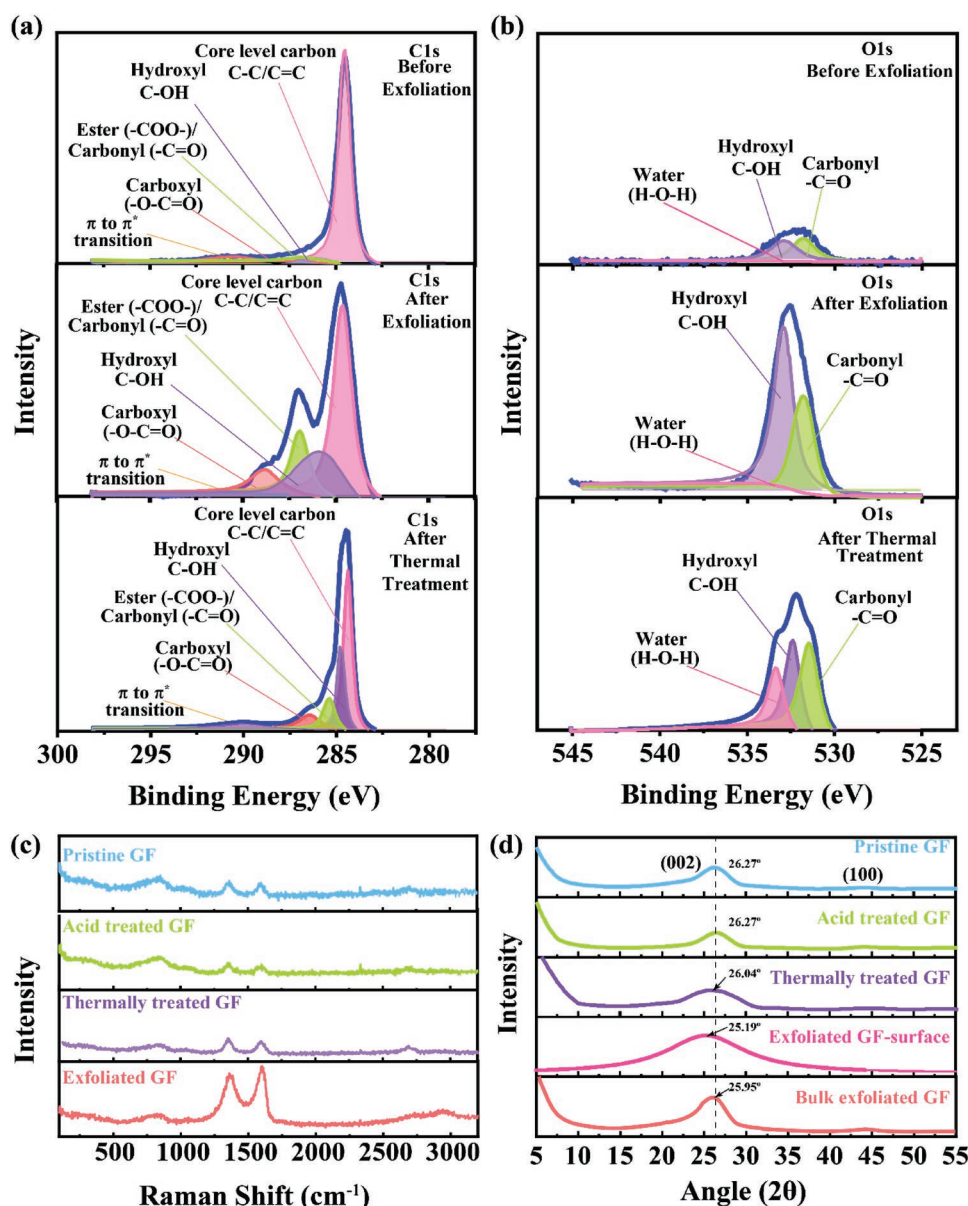 (a)
Core level carbon
C-C/C=C
C1s
Before
Exfoliation
Hydroxyl
C-OH
Ester (-COO-)/
Carbonyl (-C=O)
Carboxyl
(-O-C=O)
π to π*
transition
Core level carbon
C-C/C=C
C1s
After
Exfoliation
Ester (-COO-)/
Carbonyl (-C=O)
Hydroxyl
C-OH
Carboxyl
(-O-C=O)
π to π*
transition
Core level carbon
C-C/C=C
C1s
After
Thermal
Treatment
Hydroxyl
C-OH
Ester (-COO-)/
Carbonyl (-C=O)
Carboxyl
(-O-C=O)
π to π*
transition
Intensity
300 295 290 285 280
Binding Energy (eV)
(b)
O1s
Before Exfoliation
Hydroxyl
C-OH
Carbonyl
-C=O
Water
(H-O-H)
O1s
After Exfoliation
Hydroxyl
C-OH
Carbonyl
-C=O
Water
(H-O-H)
O1s
After Thermal
Treatment
Hydroxyl
C-OH
Carbonyl
-C=O
Water
(H-O-H)
Intensity
545 540 535 530 525
Binding Energy (eV)
(c)
Pristine GF
Acid treated GF
Thermally treated GF
Exfoliated GF
Intensity
500 1000 1500 2000 2500 3000
Raman Shift (cm-1)
(d)
(002) 26.27° Pristine GF
(100)
26.27° Acid treated GF
26.04° Thermally treated GF
25.19° Exfoliated GF-surface
25.95° Bulk exfoliated GF
Intensity
5 10 15 20 25 30 35 40 45 50 55
Angle (2θ)